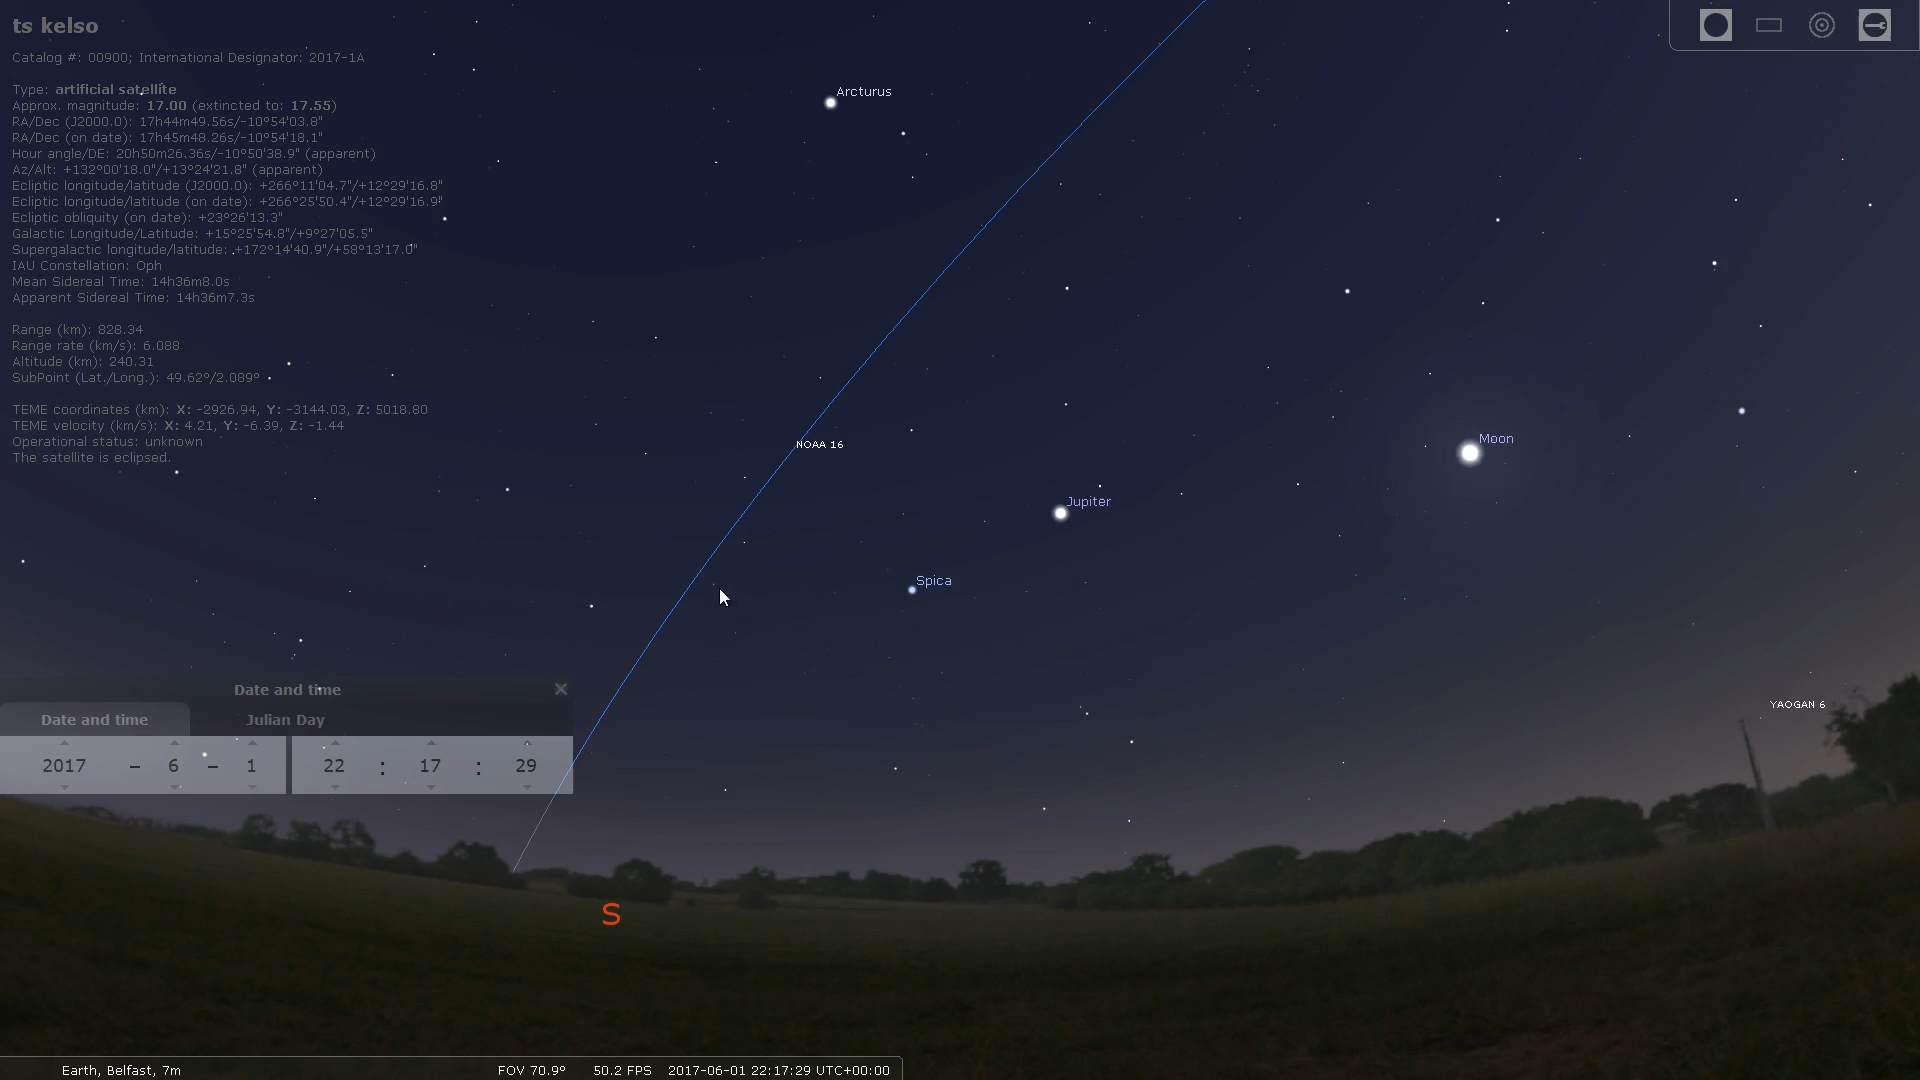 ts kelso
Catalog #: 00900; International Designator: 2017-1A
Type: artificial satellite
Approx. magnitude: 17.00 (extincted to: 17.55)
RA/Dec (J2000.0): 17h44m49.56s/-10°54'03.8"
RA/Dec (on date): 17h45m48.26s/-10°54'18.1"
Hour angle/DE: 20h50m26.36s/-10°50'38.9" (apparent)
Az/Alt: +132°00'18.0"/+13°24'21.8" (apparent)
Ecliptic longitude/latitude (J2000.0): +266°11'04.7"/+12°29'16.8"
Ecliptic longitude/latitude (on date): +266°25'50.4"/+12°29'16.9"
Ecliptic obliquity (on date): +23°26'13.3"
Galactic Longitude/Latitude: +15°25'54.8"/+9°27'05.5"
Supergalactic longitude/latitude: +172°14'40.9"/+58°13'17.0"
IAU Constellation: Oph
Mean Sidereal Time: 14h36m8.0s
Apparent Sidereal Time: 14h36m7.3s
Range (km): 828.34
Range rate (km/s): 6.088
Altitude (km): 240.31
SubPoint (Lat./Long.): 49.62°/2.089°
TEME coordinates (km): X: -2926.94, Y: -3144.03, Z: 5018.80
TEME velocity (km/s): X: 4.21, Y: -6.39, Z: -1.44
Operational status: unknown
The satellite is eclipsed.
Arcturus
Moon
NOAA 16
Jupiter
Spica
YAOGAN 6
Date and time
Date and time Julian Day
2017 - 6 - 1 22 : 17 : 29
S
Earth, Belfast, 7m FOV 70.9° 50.2 FPS 2017-06-01 22:17:29 UTC+00:00